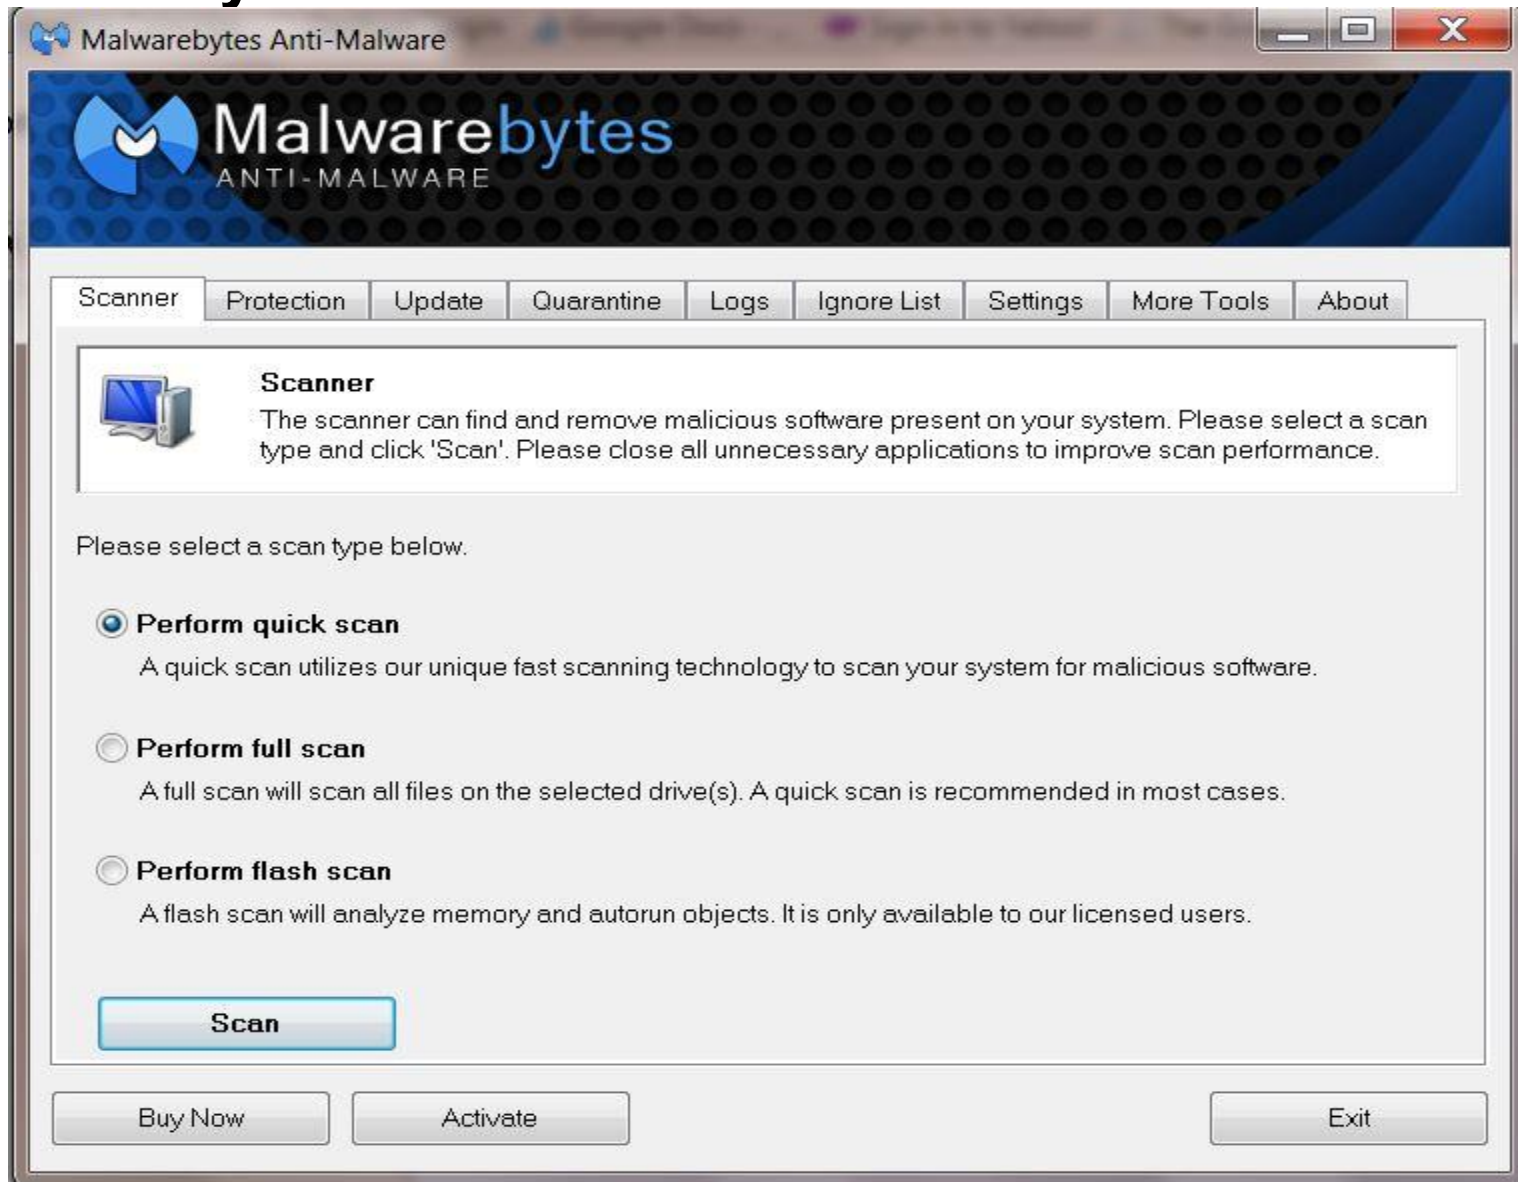 Malwarebytes Anti-Malware
Malwarebytes
ANTI-MALWARE
Scanner Protection Update Quarantine Logs Ignore List Settings More Tools About
Scanner
The scanner can find and remove malicious software present on your system. Please select a scan
type and click 'Scan'. Please close all unnecessary applications to improve scan performance.
Please select a scan type below.
Perform quick scan
A quick scan utilizes our unique fast scanning technology to scan your system for malicious software.
Perform full scan
A full scan will scan all files on the selected drive(s). A quick scan is recommended in most cases.
Perform flash scan
A flash scan will analyze memory and autorun objects. It is only available to our licensed users.
Scan
Buy Now Activate Exit